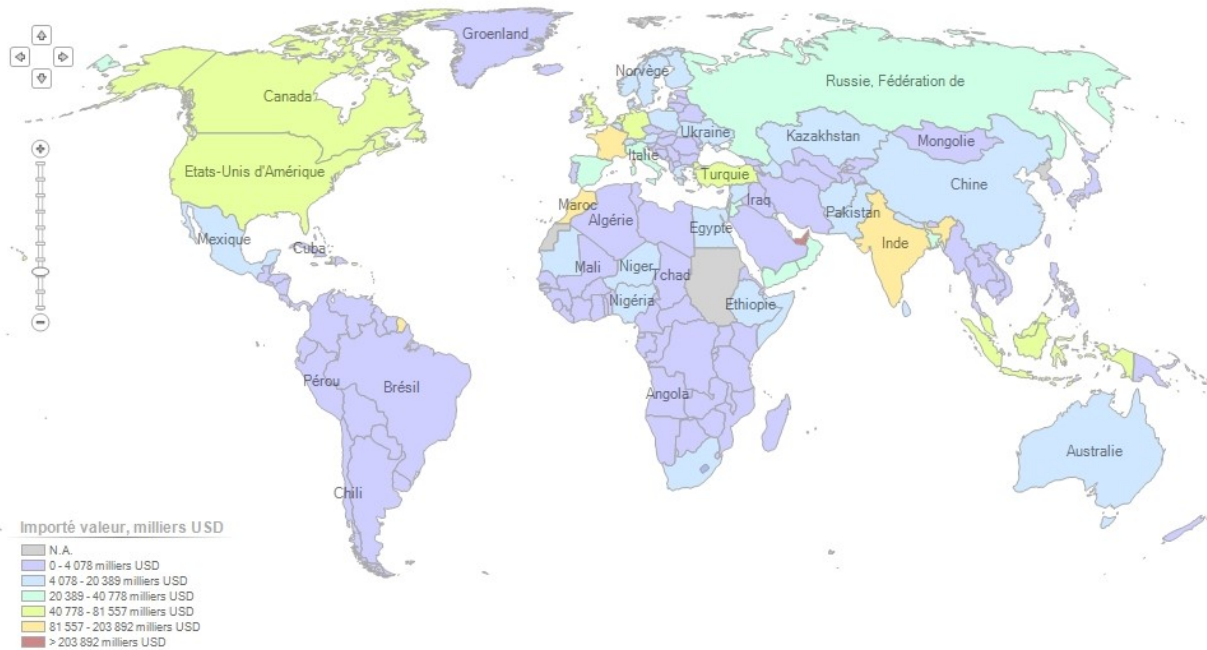 Groenland
Norvège
Russie, Fédération de
Canada
Ukraine
Kazakhstan
Mongolie
Italie
Etats-Unis d'Amérique
Turquie
Chine
Maroc
Iraq
Algérie
Pakistan
Egypte
Mexique
Cuba
Inde
Mali
Niger
Tchad
Nigéria
Ethiopie
Pérou
Brésil
Angola
Australie
Chili
Importé valeur, milliers USD
N.A.
0 - 4 078 milliers USD
4 078 - 20 389 milliers USD
20 389 - 40 778 milliers USD
40 778 - 81 557 milliers USD
81 557 - 203 892 milliers USD
> 203 892 milliers USD